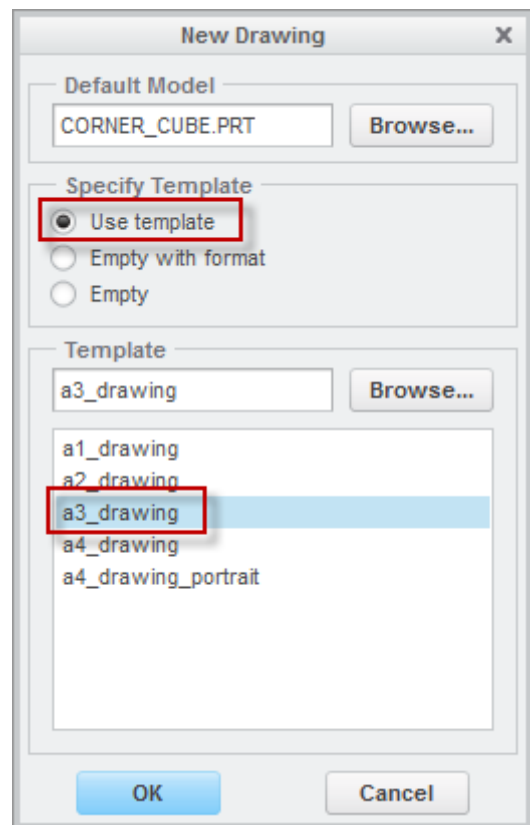 New Drawing X
Default Model
CORNER_CUBE.PRT Browse...
Specify Template
Use template
Empty with format
Empty
Template
a3_drawing Browse...
a1_drawing
a2_drawing
a3_drawing
a4_drawing
a4_drawing_portrait
OK Cancel